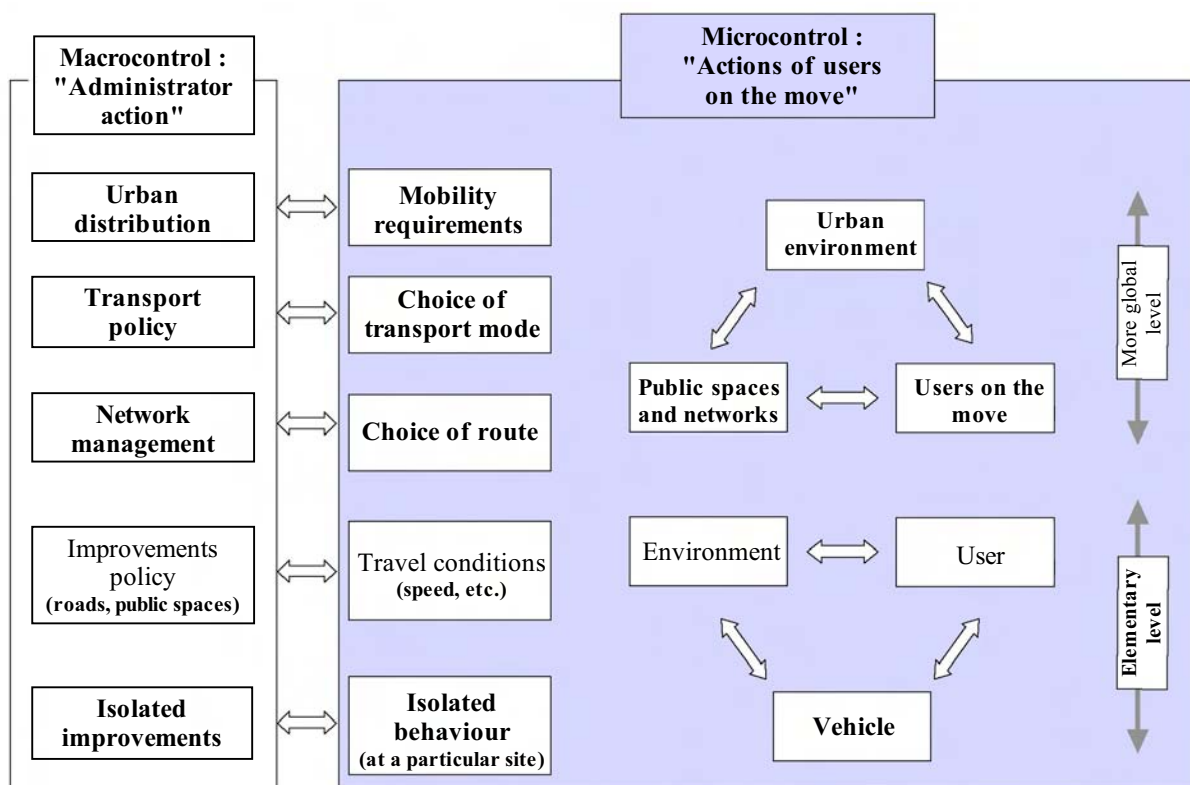 Macrocontrol :
"Administrator
action"
Microcontrol :
"Actions of users
on the move"
Urban
distribution
Mobility
requirements
Urban
environment
Transport
policy
Choice of
transport mode
More global
level
Public spaces
and networks
Users on the
move
Network
management
Choice of route
Improvements
policy
(roads, public spaces)
Travel conditions
(speed, etc.)
Environment
User
Elementary
level
Isolated
improvements
Isolated
behaviour
(at a particular site)
Vehicle